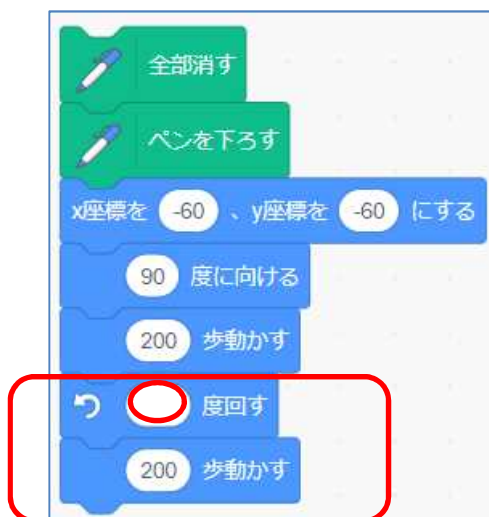 全部消す
ペンを下ろす
x座標を -60 、y座標を -60 にする
90 度に向ける
200 歩動かす
度回す
200 歩動かす